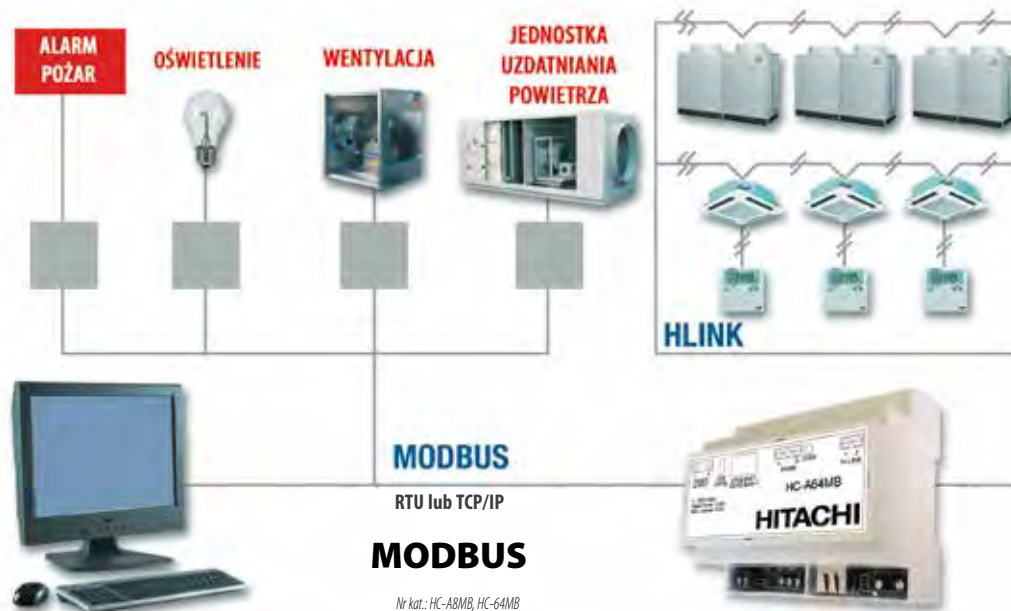 ALARM
POŻAR
OŚWIETLENIE
WENTYLACJA
JEDNOSTKA
UZDATNIANIA
POWIETRZA
HLINK
MODBUS
RTU lub TCP/IP
MODBUS
Nr kat.: HC-A8MB, HC-64MB
HC-A64MB
HITACHI